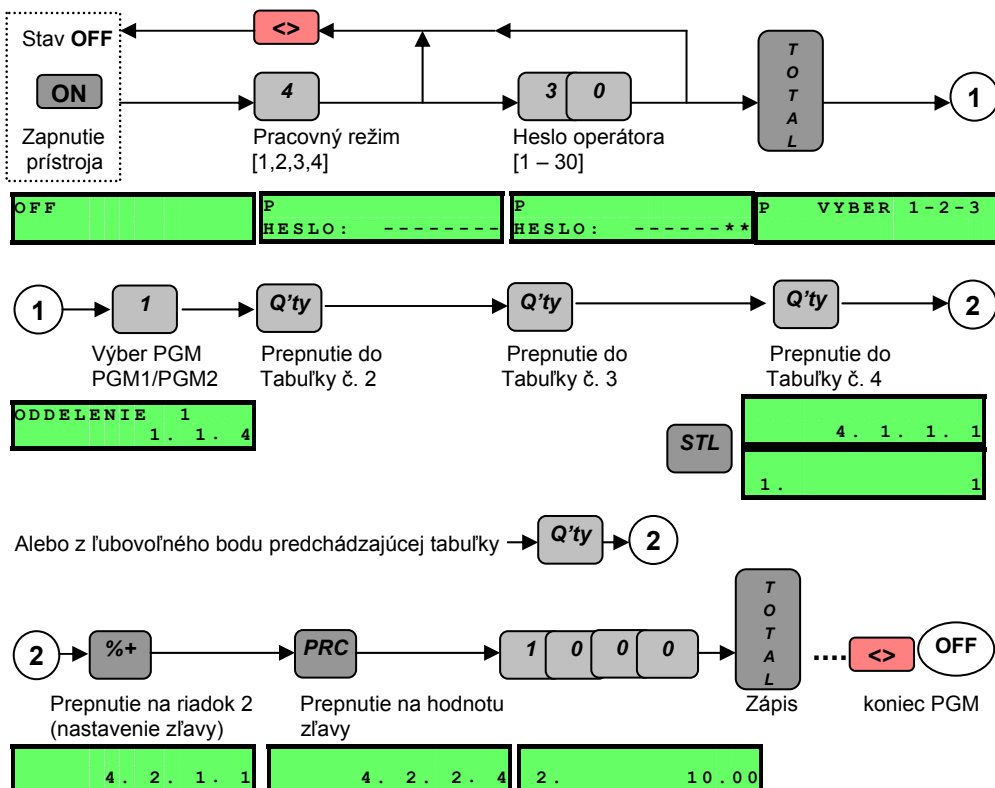 Stav OFF
<>
ON
4
3 0
TOTAL
1
Zapnutie
prístroja
Pracovný režim
[1,2,3,4]
Heslo operátora
[1 – 30]
OFF
P
HESLO: --------
P
HESLO: ------**
P VYBER 1-2-3
1
1
Q'ty
Q'ty
Q'ty
2
Výber PGM
PGM1/PGM2
Prepnutie do
Tabuľky č. 2
Prepnutie do
Tabuľky č. 3
Prepnutie do
Tabuľky č. 4
ODDELENIE 1
1. 1. 4
STL
4. 1. 1. 1
1. 1
Alebo z ľubovoľného bodu predchádzajúcej tabuľky
Q'ty
2
2
%+
PRC
1 0 0 0
TOTAL
....
<>
OFF
Prepnutie na riadok 2
(nastavenie zľavy)
Prepnutie na hodnotu
zľavy
Zápis
koniec PGM
4. 2. 1. 1
4. 2. 2. 4
2. 10.00